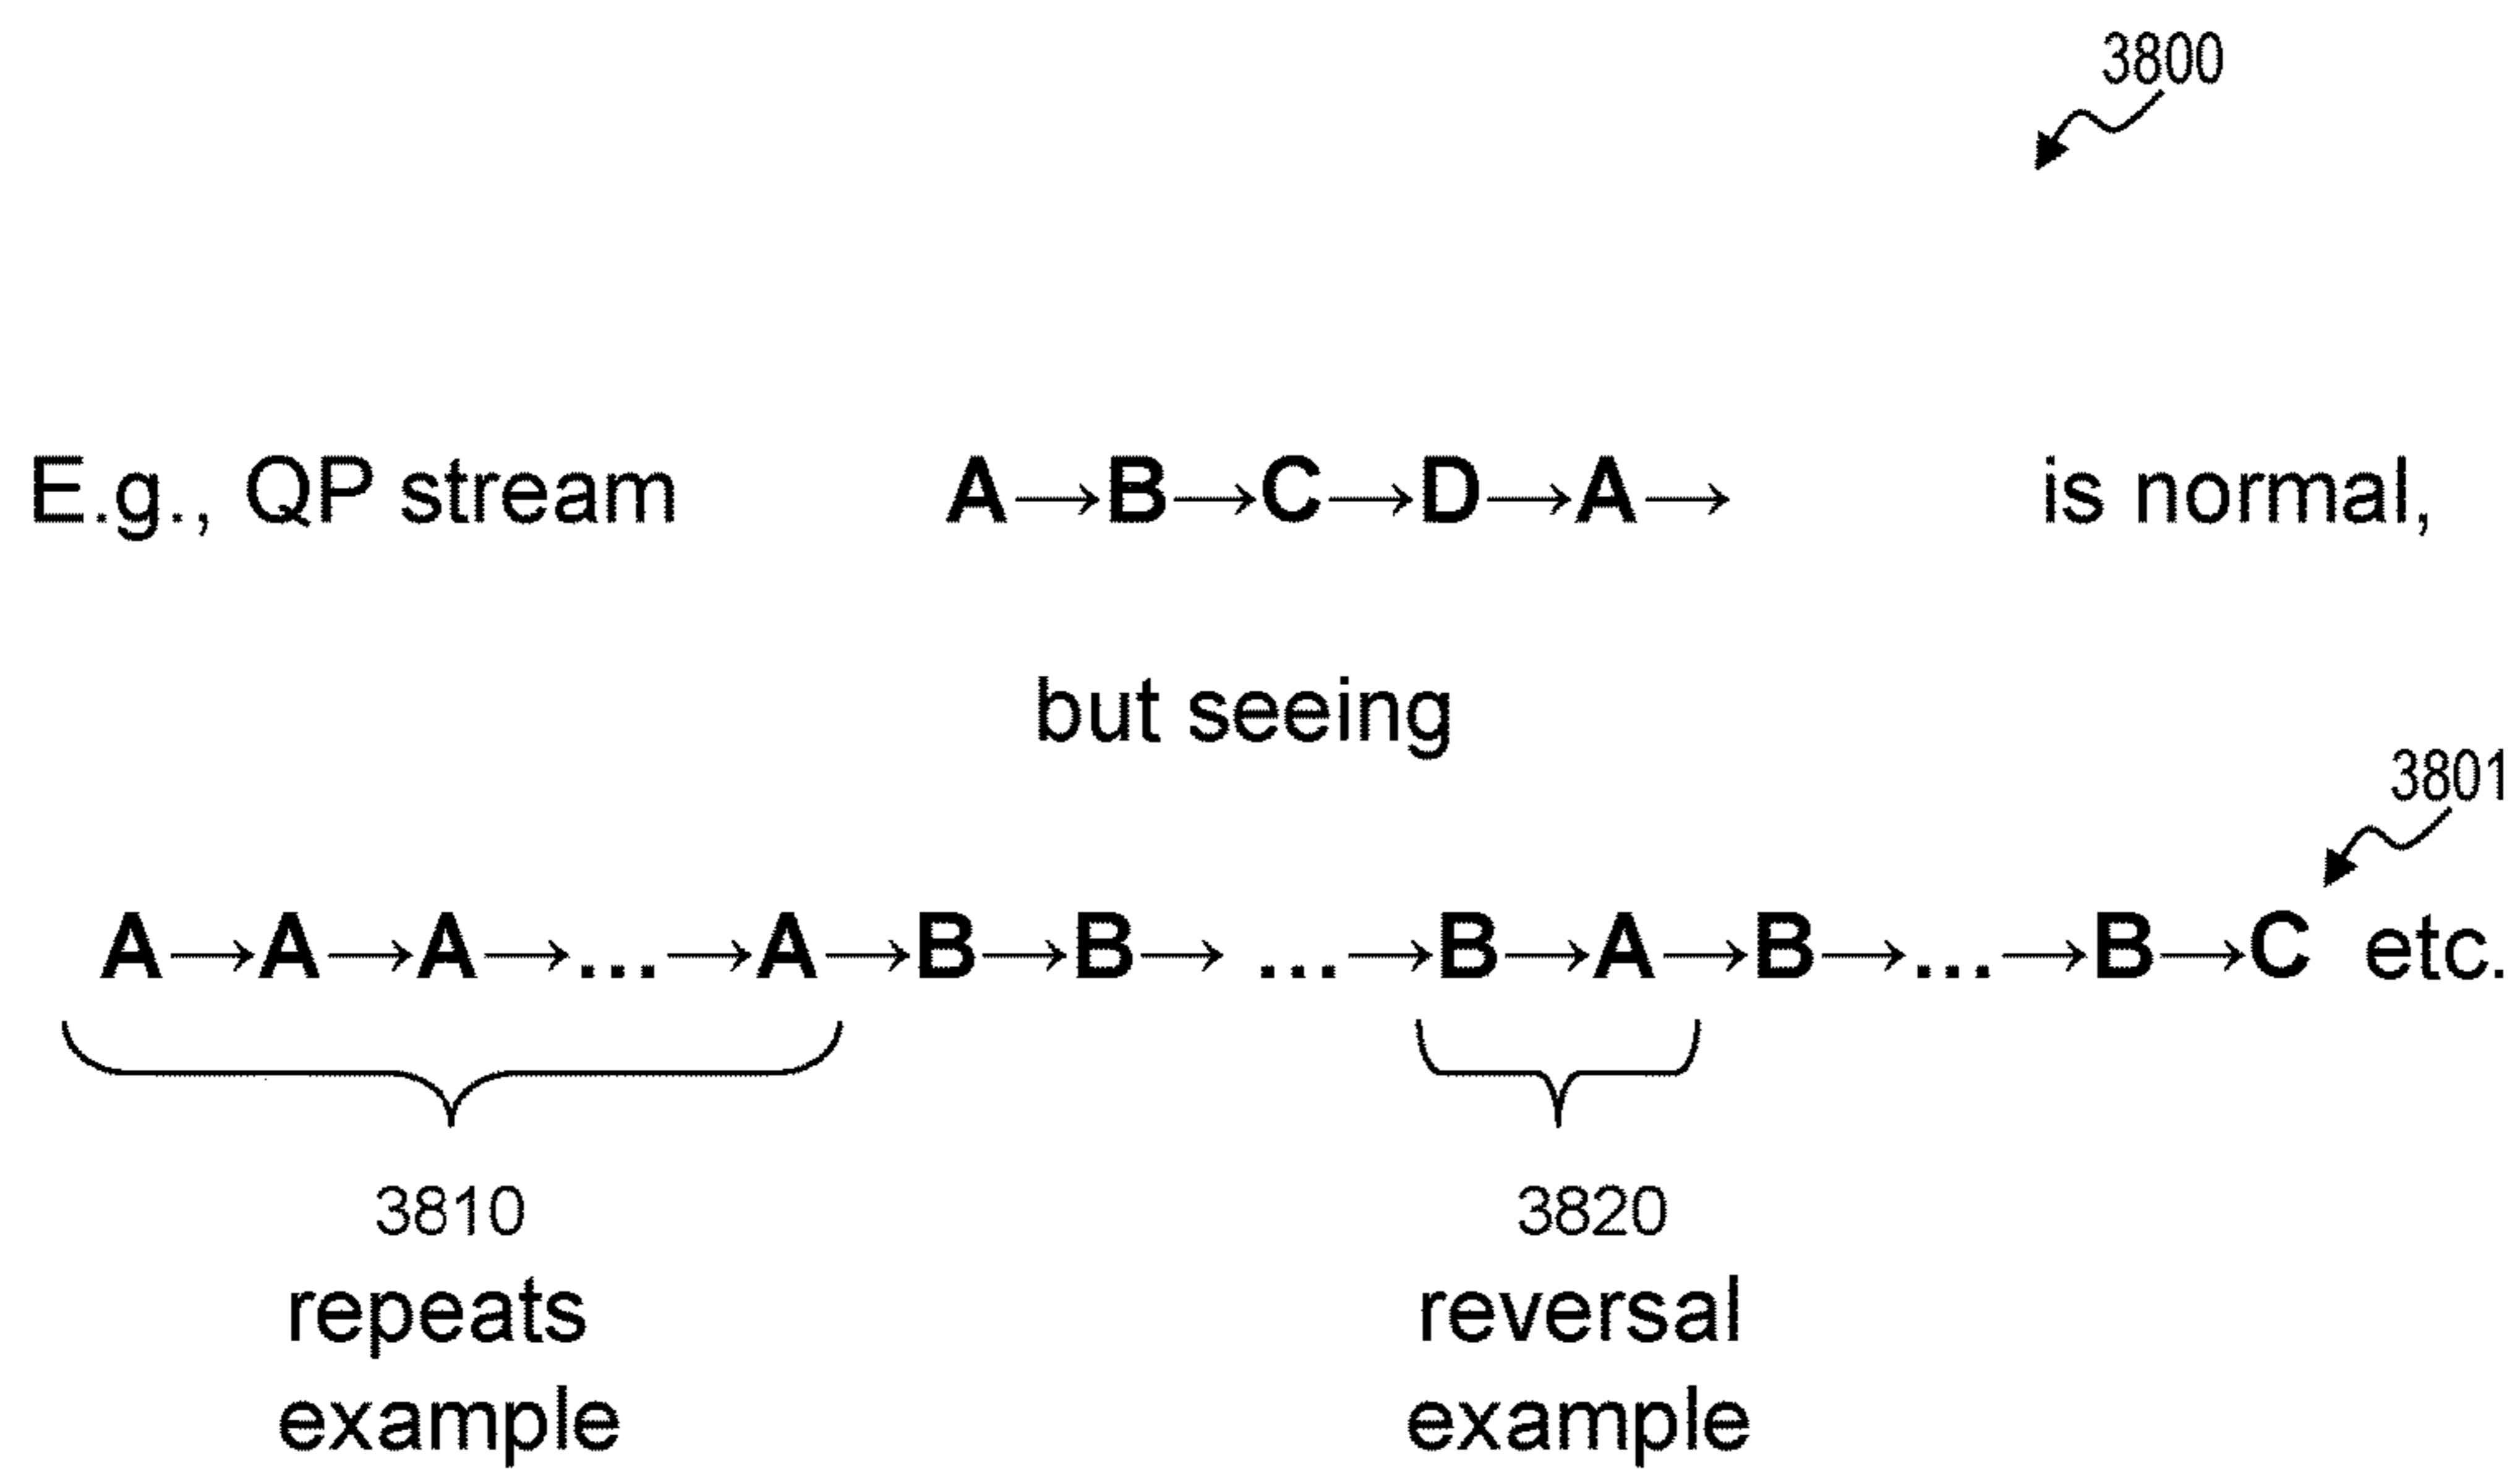 3800
E.g., QP stream A→B→C→D→A→ is normal,
but seeing
3801
A→A→A→...→A→B→B→ ...→B→A→B→...→B→C etc.
3810 3820
repeats reversal
example example